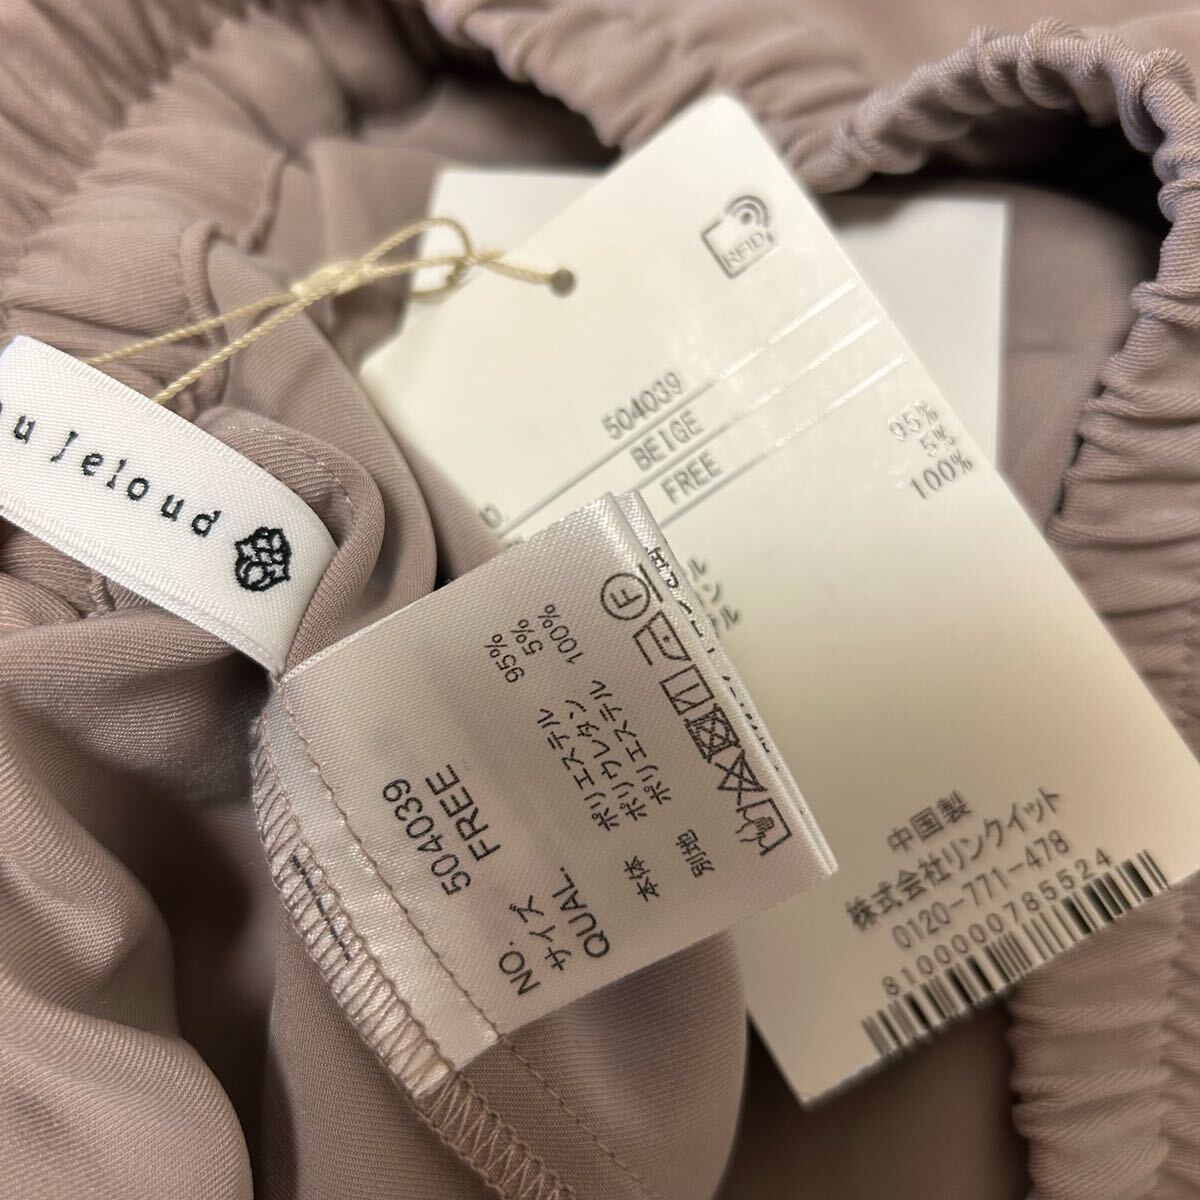 u jeloud
RFID
504039
BEIGE
FREE
95%
5%
100%
中国製
株式会社リンクイット
0120-771-478
8100000785524
NO. 504039
サイズ FREE
QUAL.
本体 ポリエステル 95%
ポリウレタン 5%
別地 ポリエステル 100%
F